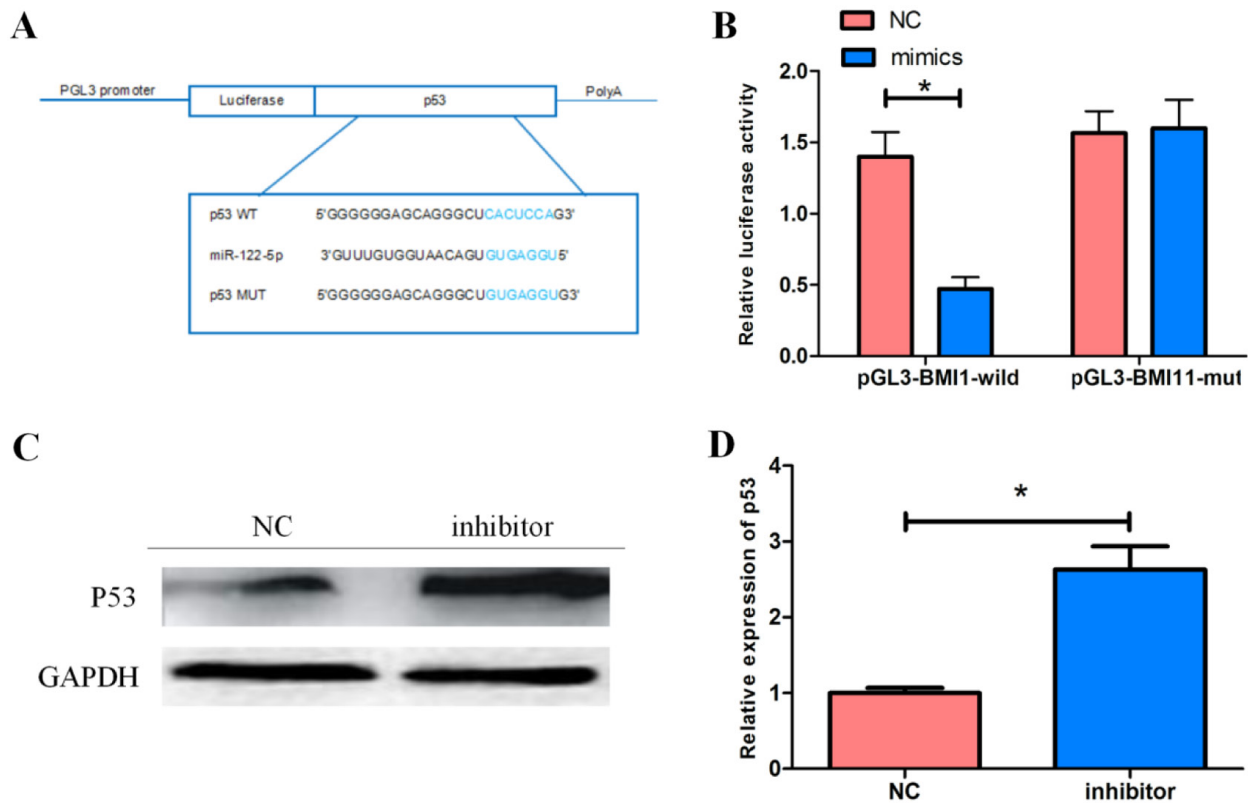 A
PGL3 promoter
Luciferase
p53
PolyA
p53 WT 5'GGGGGGAGCAGGGCUCACUCCAG3'
miR-122-5p 3'GUUUGUGGUAACAGUGUGAGGU5'
p53 MUT 5'GGGGGGAGCAGGGCUGUGAGGUG3'
B
NC
mimics
Relative luciferase activity
2.0
1.5
1.0
0.5
0.0
*
pGL3-BMI1-wild
pGL3-BMI11-mut
C
NC inhibitor
P53
GAPDH
D
Relative expression of p53
4
3
2
1
0
*
NC
inhibitor